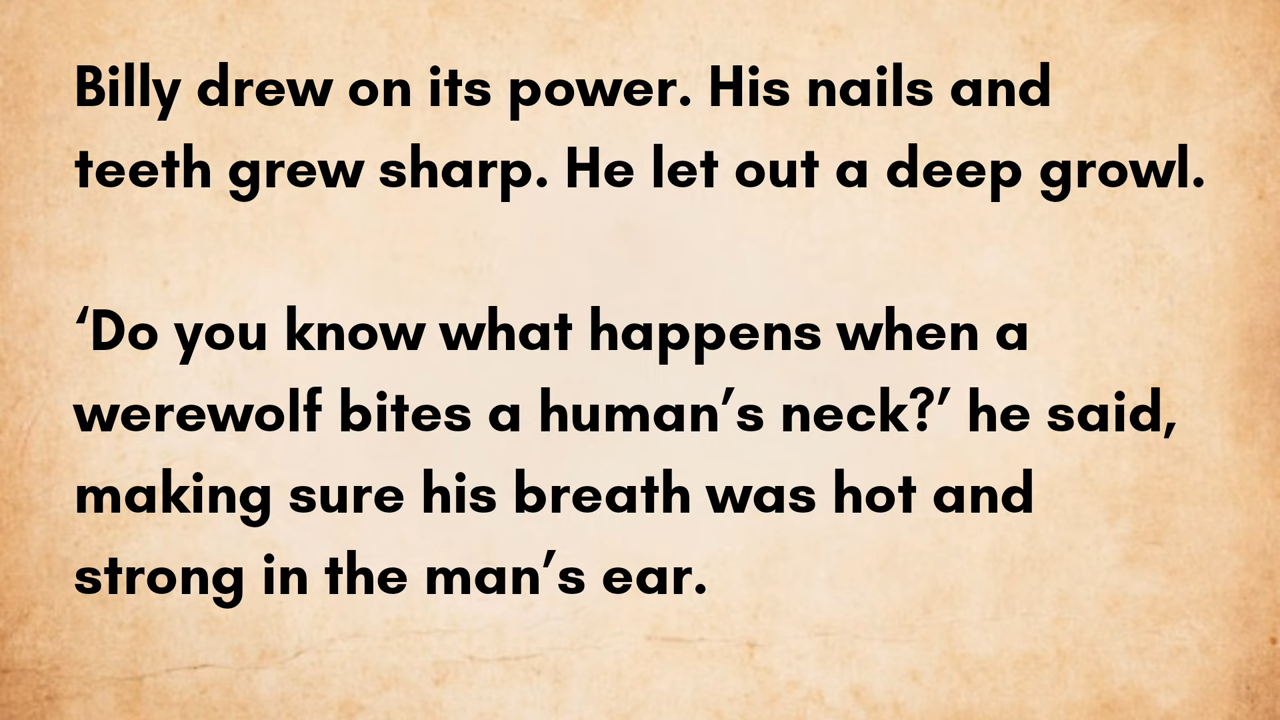 Billy drew on its power. His nails and
teeth grew sharp. He let out a deep growl.
‘Do you know what happens when a
werewolf bites a human’s neck?’ he said,
making sure his breath was hot and
strong in the man’s ear.